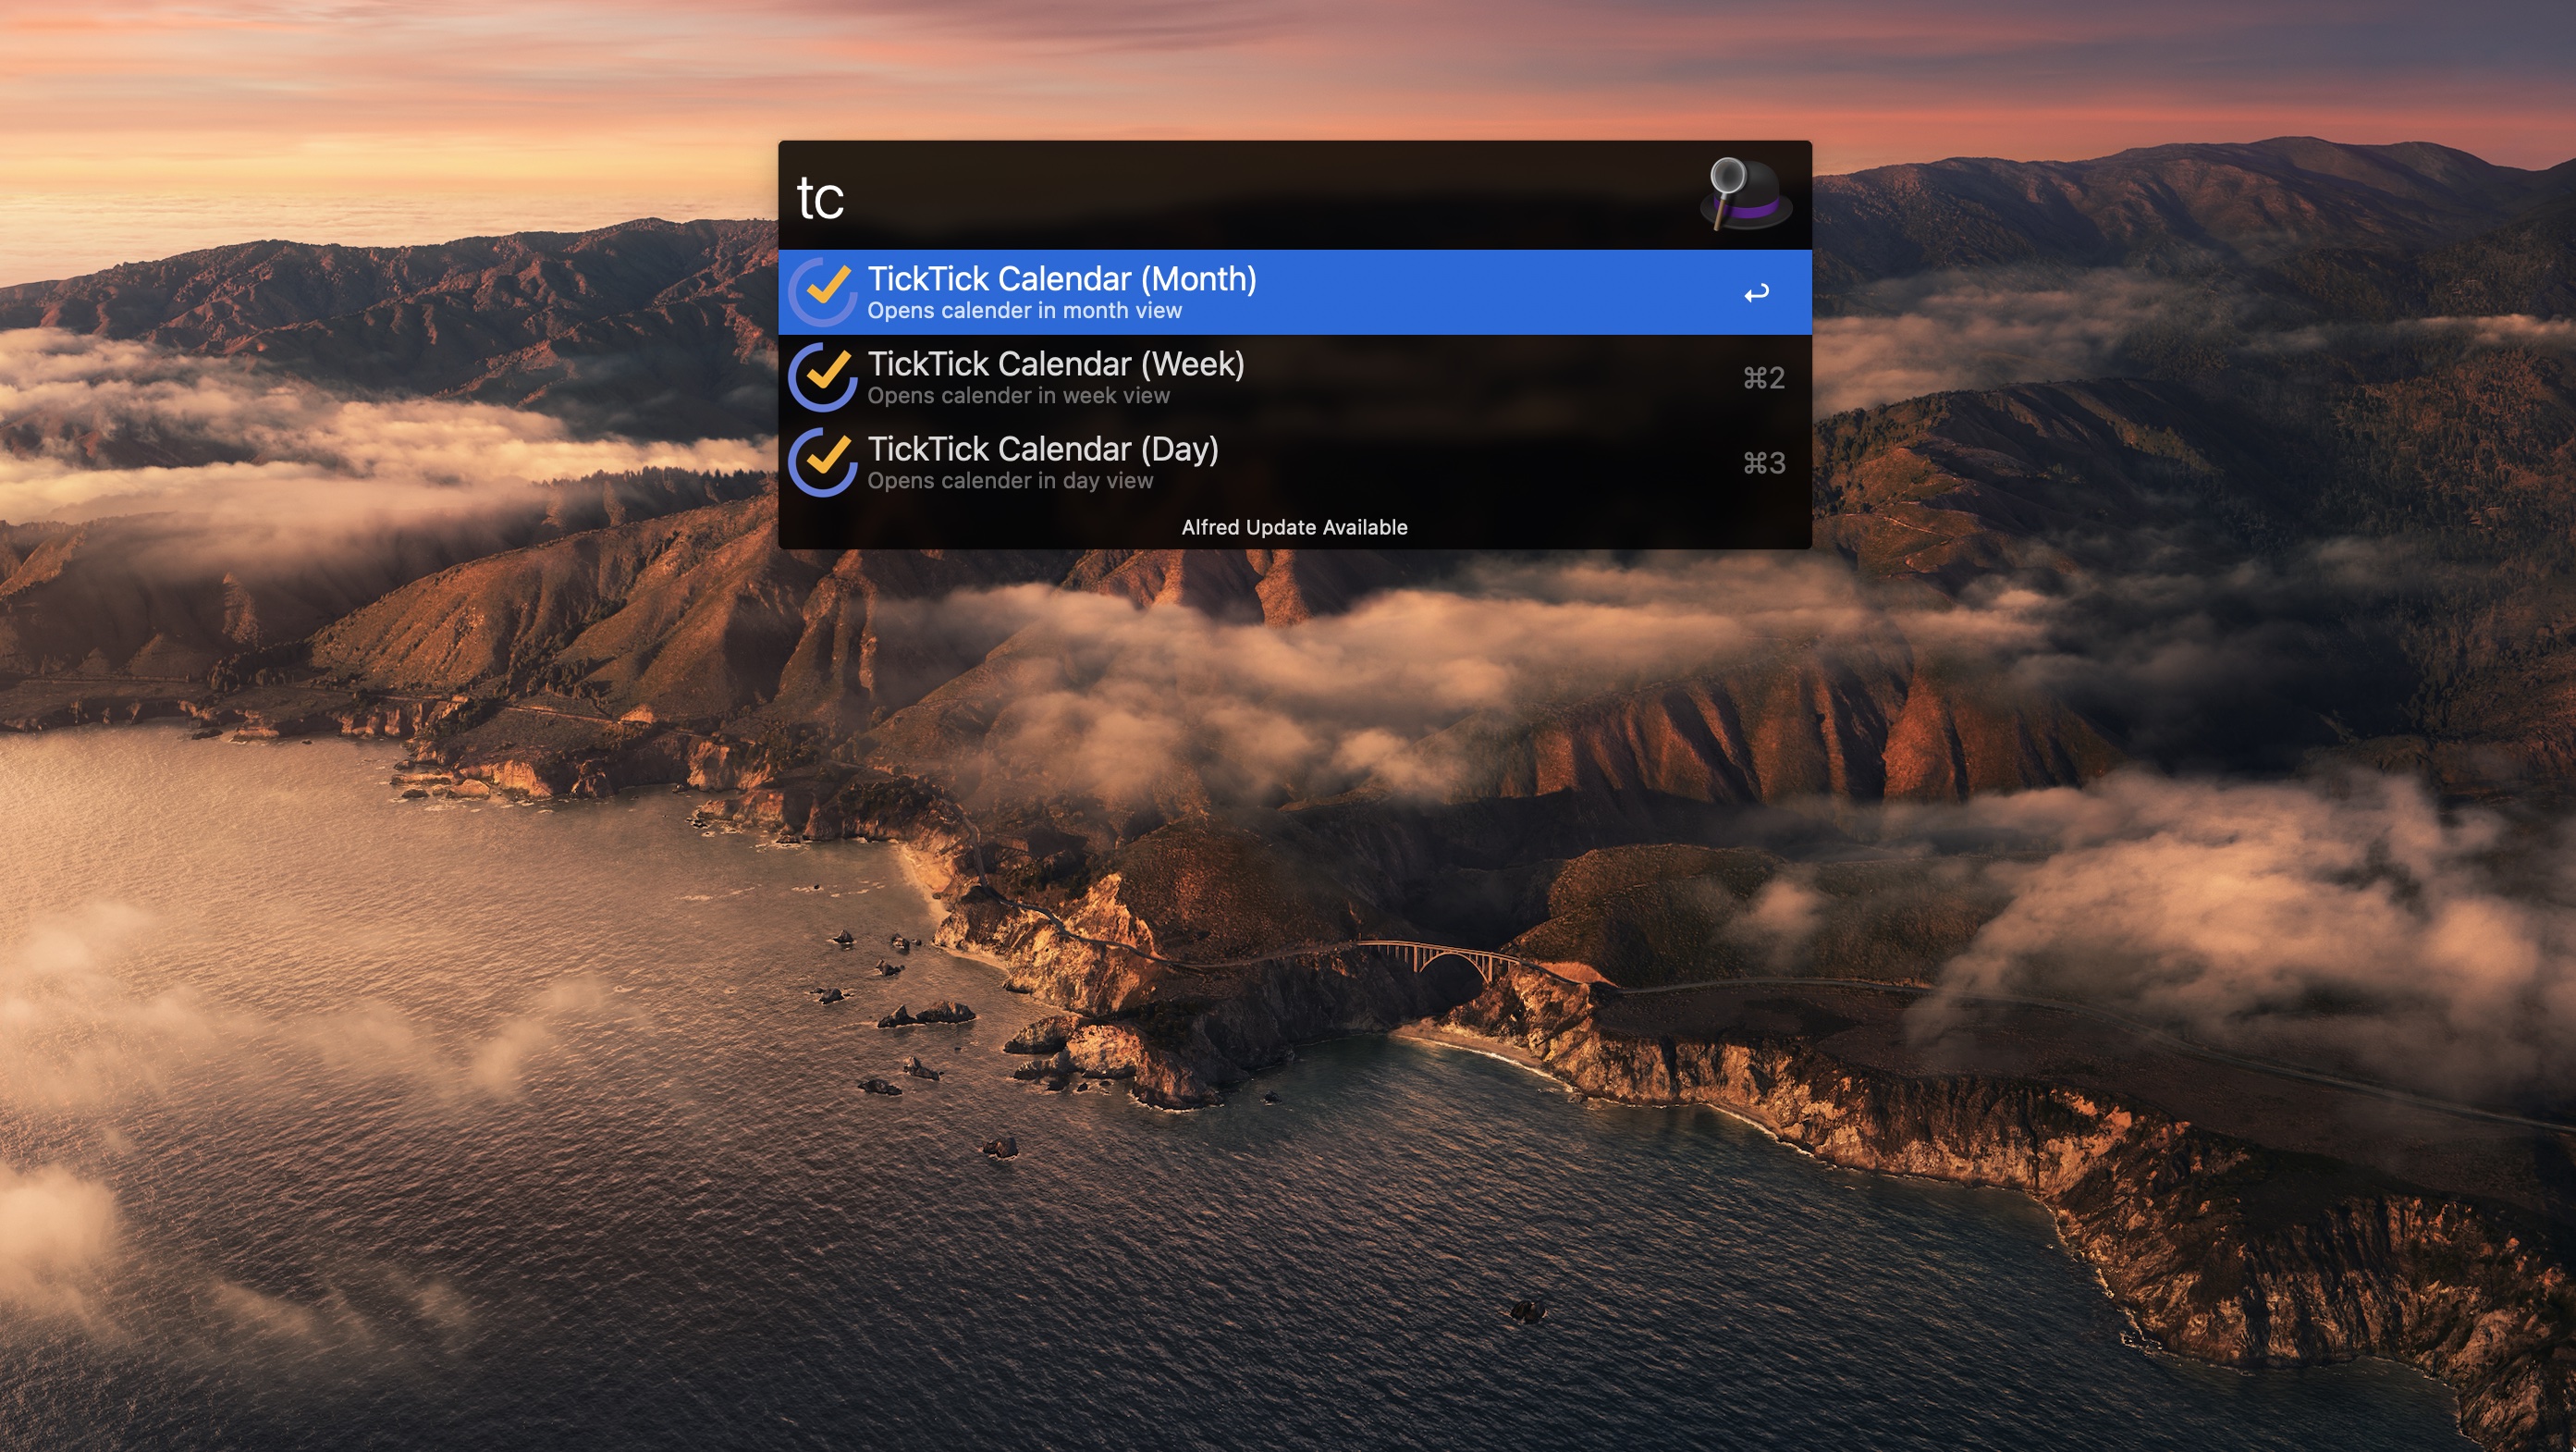 tc
TickTick Calendar (Month)
Opens calender in month view
↩
TickTick Calendar (Week)
Opens calender in week view
⌘2
TickTick Calendar (Day)
Opens calender in day view
⌘3
Alfred Update Available